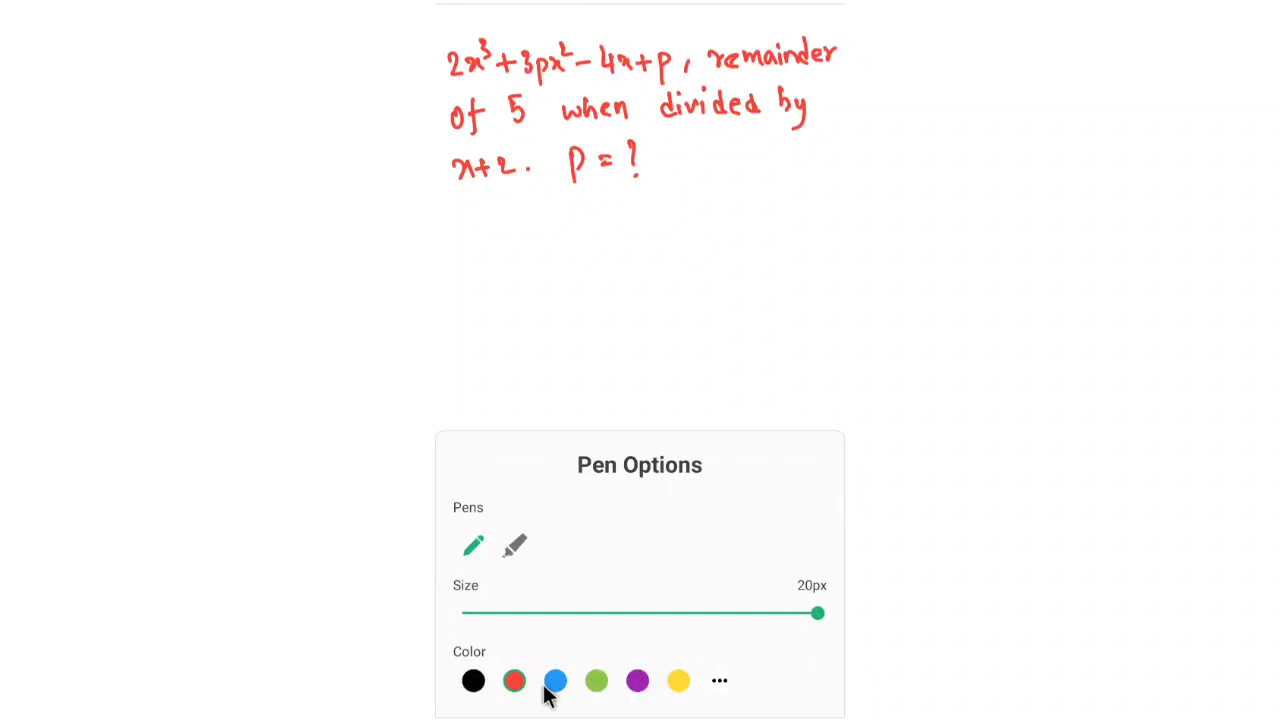 2x³+3px²-4x+p, remainder
of 5 when divided by
x+2. p=?
Pen Options
Pens
Size 20px
Color